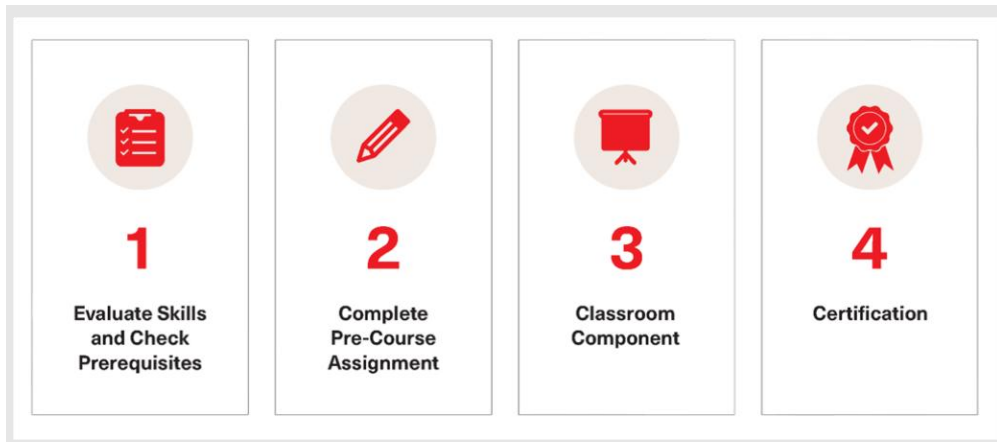 1
Evaluate Skills
and Check
Prerequisites
2
Complete
Pre-Course
Assignment
3
Classroom
Component
4
Certification